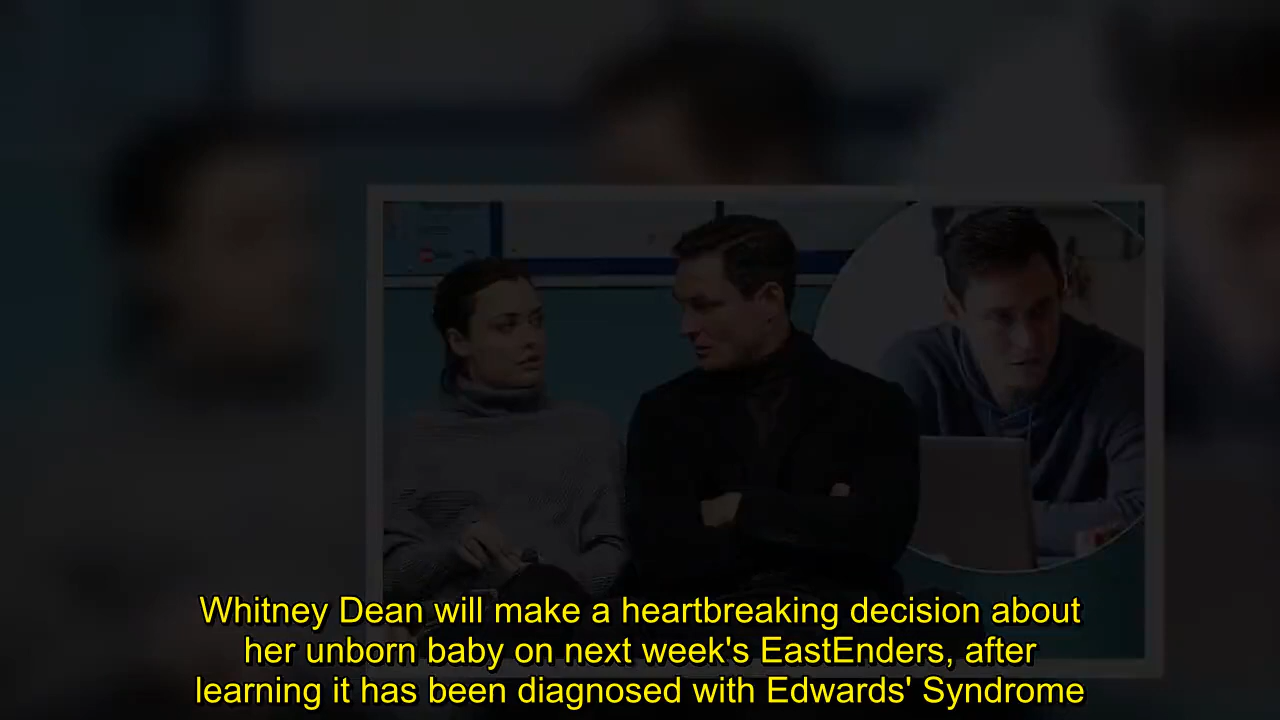 Whitney Dean will make a heartbreaking decision about
her unborn baby on next week's EastEnders, after
learning it has been diagnosed with Edwards' Syndrome